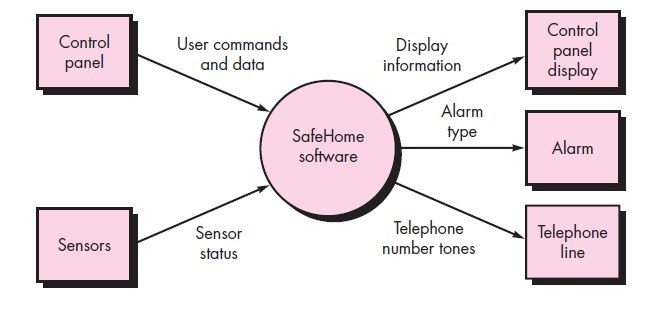 Control
panel
User commands
and data
Display
information
Control
panel
display
SafeHome
software
Alarm
type
Alarm
Sensors
Sensor
status
Telephone
number tones
Telephone
line